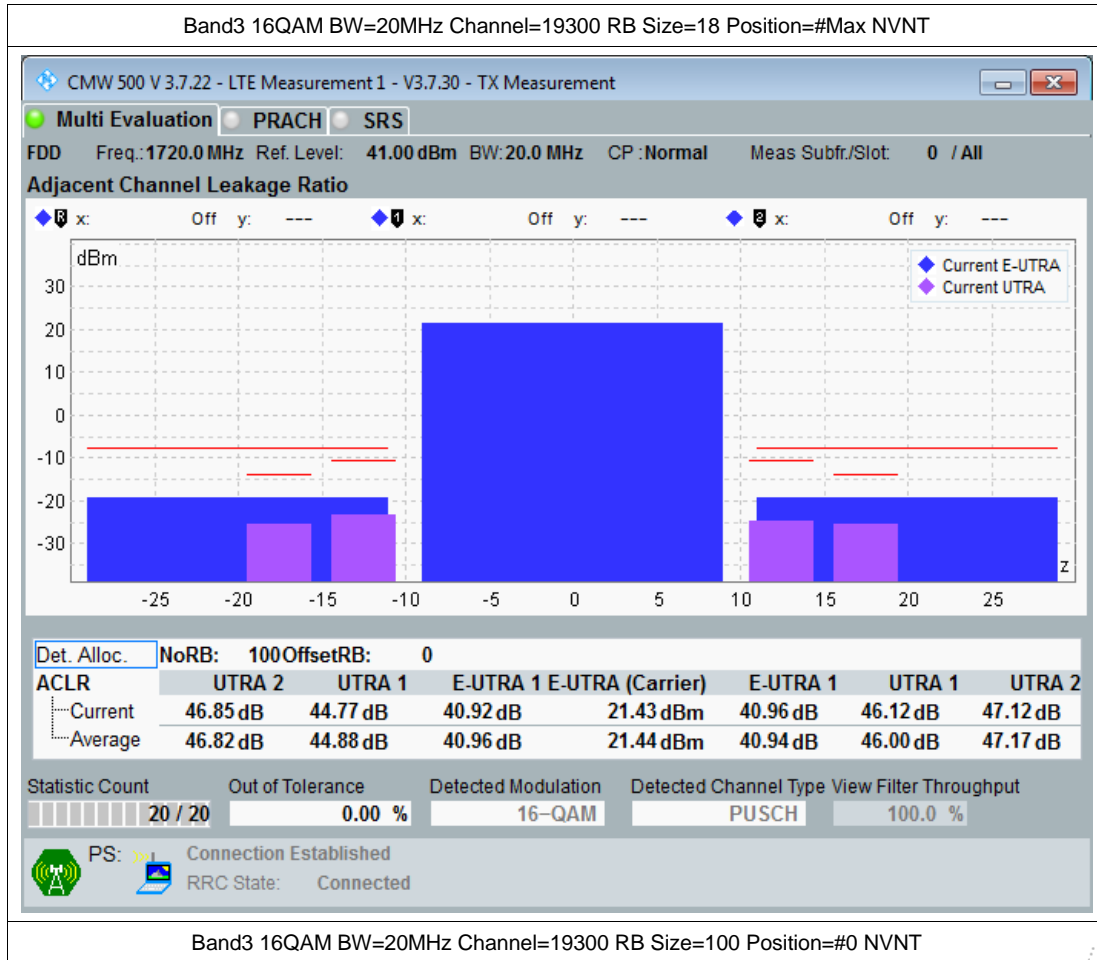 Band3 16QAM BW=20MHz Channel=19300 RB Size=18 Position=#Max NVNT
CMW 500 V 3.7.22 - LTE Measurement 1 - V3.7.30 - TX Measurement
Multi Evaluation PRACH SRS
FDD Freq.:1720.0 MHz Ref. Level: 41.00 dBm BW:20.0 MHz CP :Normal Meas Subfr./Slot: 0 / All
Adjacent Channel Leakage Ratio
R x: Off y: --- 1 x: Off y: --- 2 x: Off y: ---
dBm
Current E-UTRA
Current UTRA
30
20
10
0
-10
-20
-30
z
-25 -20 -15 -10 -5 0 5 10 15 20 25
Det. Alloc. NoRB: 100 OffsetRB: 0
ACLR UTRA 2 UTRA 1 E-UTRA 1 E-UTRA (Carrier) E-UTRA 1 UTRA 1 UTRA 2
Current 46.85 dB 44.77 dB 40.92 dB 21.43 dBm 40.96 dB 46.12 dB 47.12 dB
Average 46.82 dB 44.88 dB 40.96 dB 21.44 dBm 40.94 dB 46.00 dB 47.17 dB
Statistic Count Out of Tolerance Detected Modulation Detected Channel Type View Filter Throughput
20 / 20 0.00 % 16-QAM PUSCH 100.0 %
PS: Connection Established
RRC State: Connected
Band3 16QAM BW=20MHz Channel=19300 RB Size=100 Position=#0 NVNT